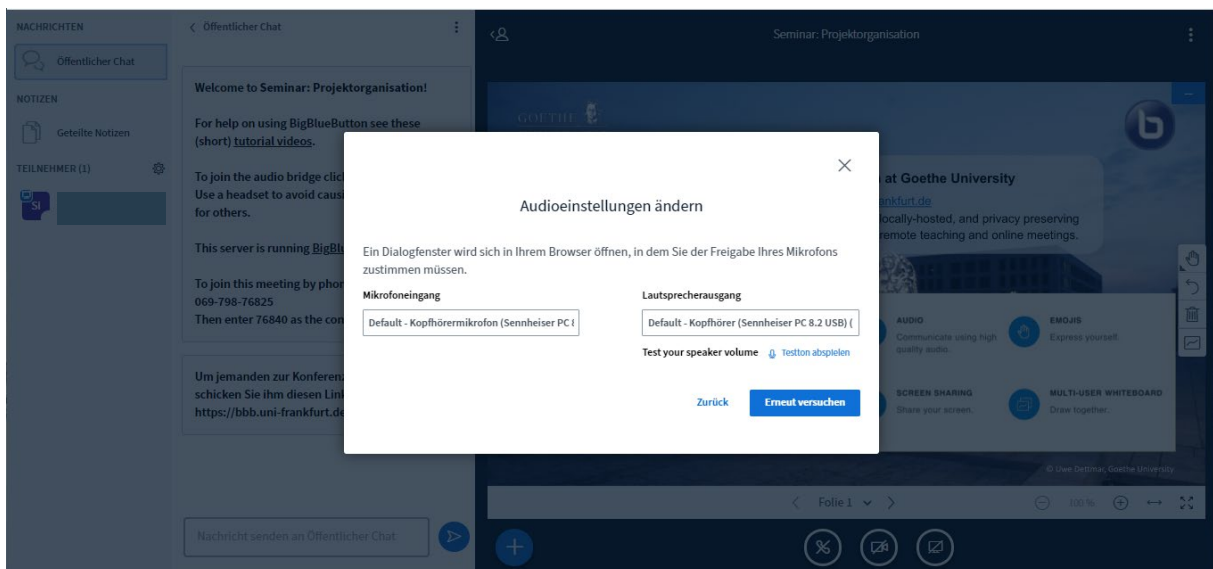 NACHRICHTEN
Öffentlicher Chat
NOTIZEN
Geteilte Notizen
TEILNEHMER (1)
SI
Öffentlicher Chat
Welcome to Seminar: Projektorganisation!
For help on using BigBlueButton see these
(short) tutorial videos.
To join the audio bridge clic
Use a headset to avoid causi
for others.
This server is running BigBl
To join this meeting by phon
069-798-76825
Then enter 76840 as the con
Um jemanden zur Konferenz
schicken Sie ihm diesen Link
https://bbb.uni-frankfurt.de
Nachricht senden an Öffentlicher Chat
Seminar: Projektorganisation
GOETHE
b
at Goethe University
ankfurt.de
locally-hosted, and privacy preserving
remote teaching and online meetings.
AUDIO
Communicate using high
quality audio.
EMOJIS
Express yourself.
SCREEN SHARING
Share your screen.
MULTI-USER WHITEBOARD
Draw together.
© Uwe Dettmar, Goethe University
Folie 1
100 %
Audioeinstellungen ändern
Ein Dialogfenster wird sich in Ihrem Browser öffnen, in dem Sie der Freigabe Ihres Mikrofons
zustimmen müssen.
Mikrofoneingang
Default - Kopfhörermikrofon (Sennheiser PC 8
Lautsprecherausgang
Default - Kopfhörer (Sennheiser PC 8.2 USB) (
Test your speaker volume Testton abspielen
Zurück
Erneut versuchen